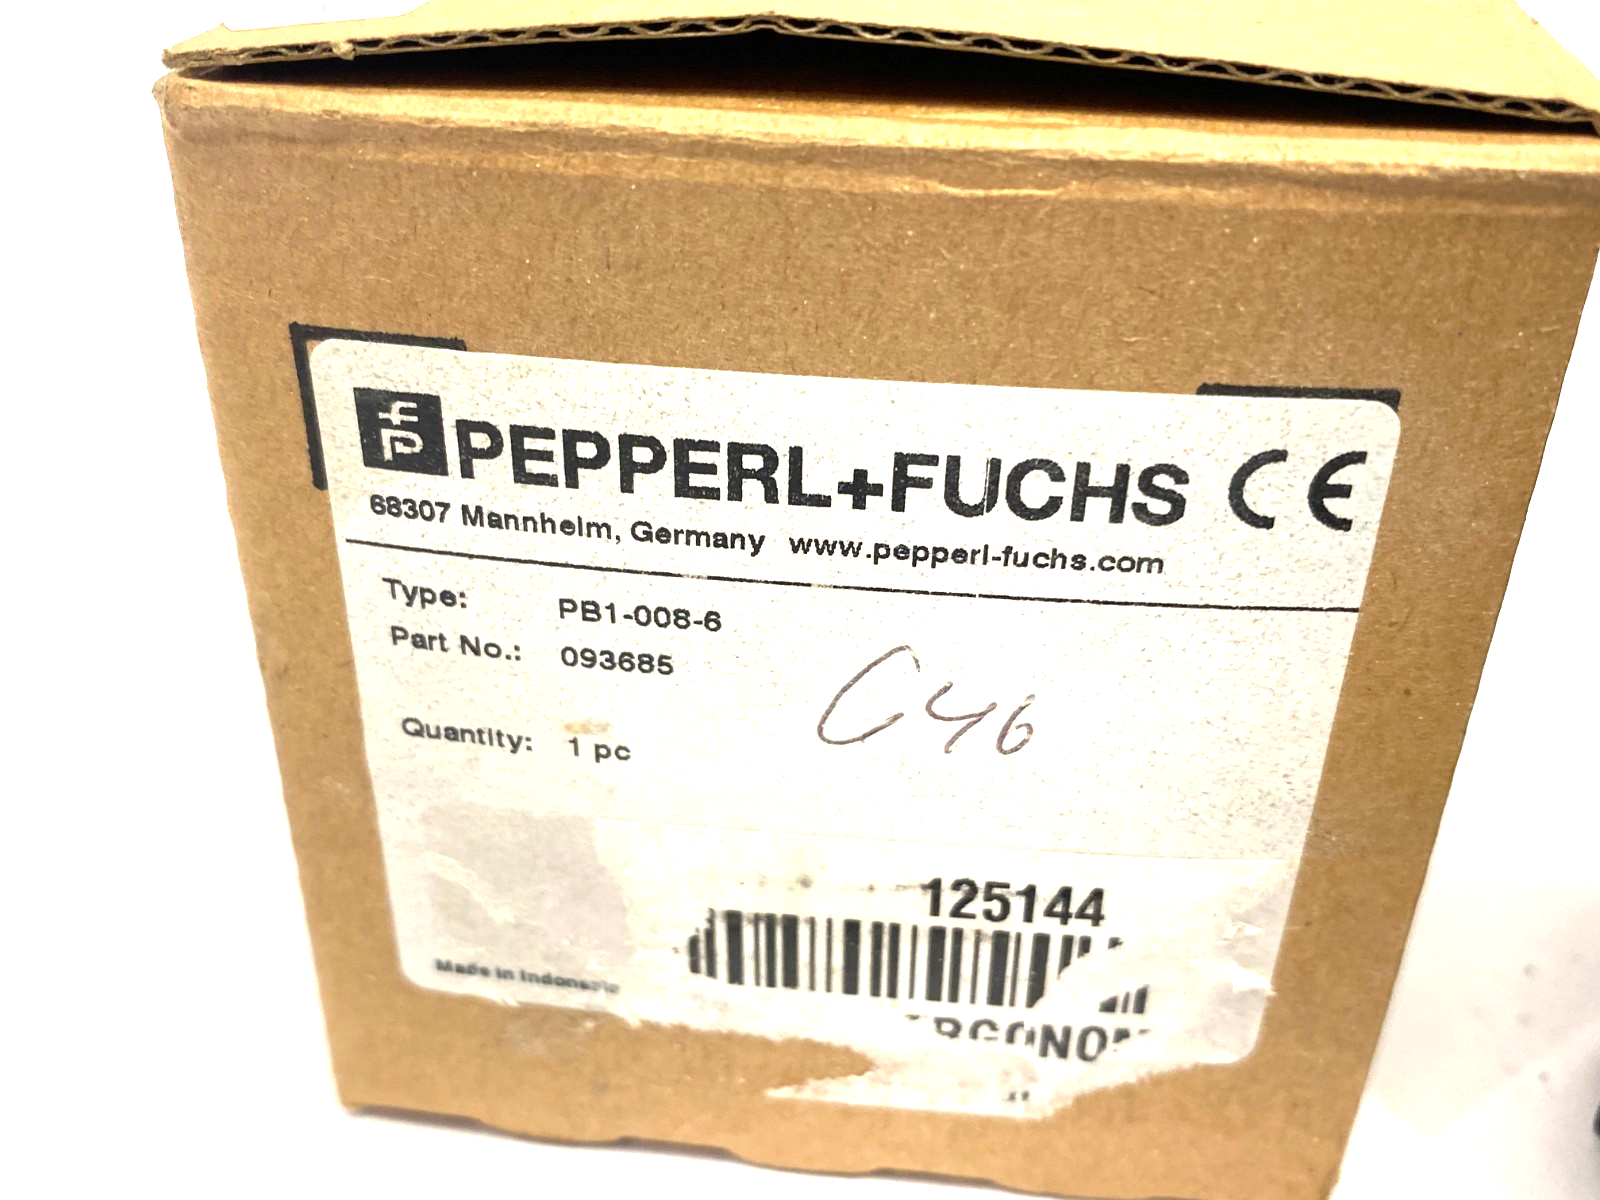 PEPPERL+FUCHS CE
68307 Mannheim, Germany www.pepperl-fuchs.com
Type: PB1-008-6
Part No.: 093685
C46
Quantity: 1 pc
125144
Made in Indonesia